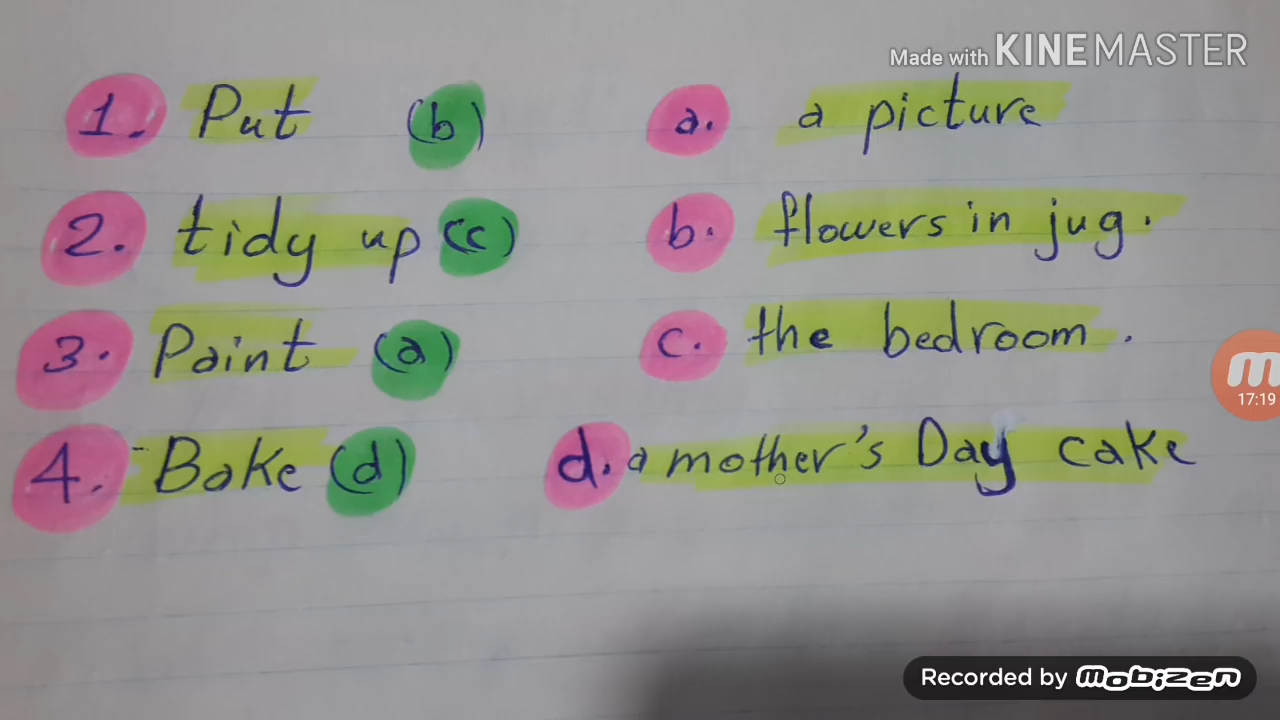 Made with KINEMASTER
1. Put (b) a. a picture
2. tidy up (c) b. flowers in jug.
3. Paint (a) c. the bedroom.
4. Bake (d) d. a mother's Day cake
17:19
Recorded by mobizen